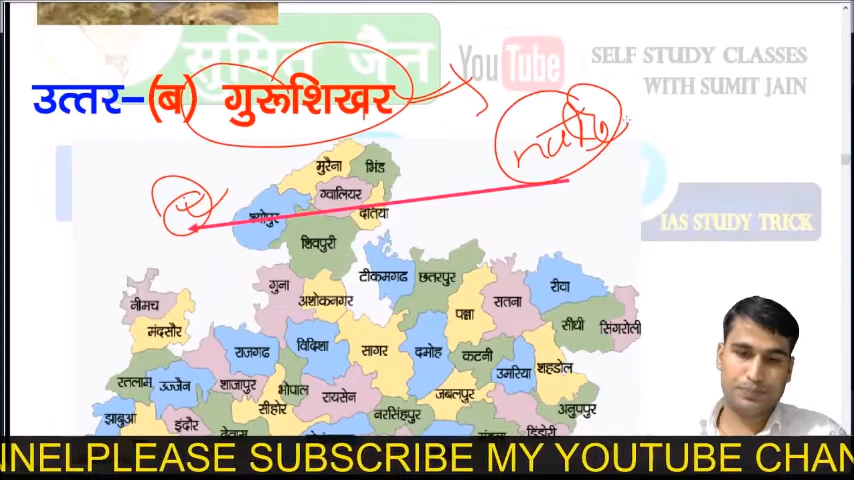 सुमित जैन
YouTube
SELF STUDY CLASSES
WITH SUMIT JAIN
उत्तर–(ब) गुरूशिखर
IAS STUDY TRICK
मुरैना
भिंड
ग्वालियर
श्योपुर
दतिया
शिवपुरी
टीकमगढ
छतरपुर
रीवा
गुना
अशोकनगर
पन्ना
सतना
नीमच
मंदसौर
सीधी
सिंगरोली
राजगढ
विदिशा
सागर
दमोह
कटनी
उमरिया
शहडोल
रतलाम
उज्जैन
शाजापुर
भोपाल
रायसेन
जबलपुर
झाबुआ
इंदौर
सीहोर
नरसिंहपुर
अनुपपुर
देवास
मंडला
डिंडोरी
NNELPLEASE SUBSCRIBE MY YOUTUBE CHAN